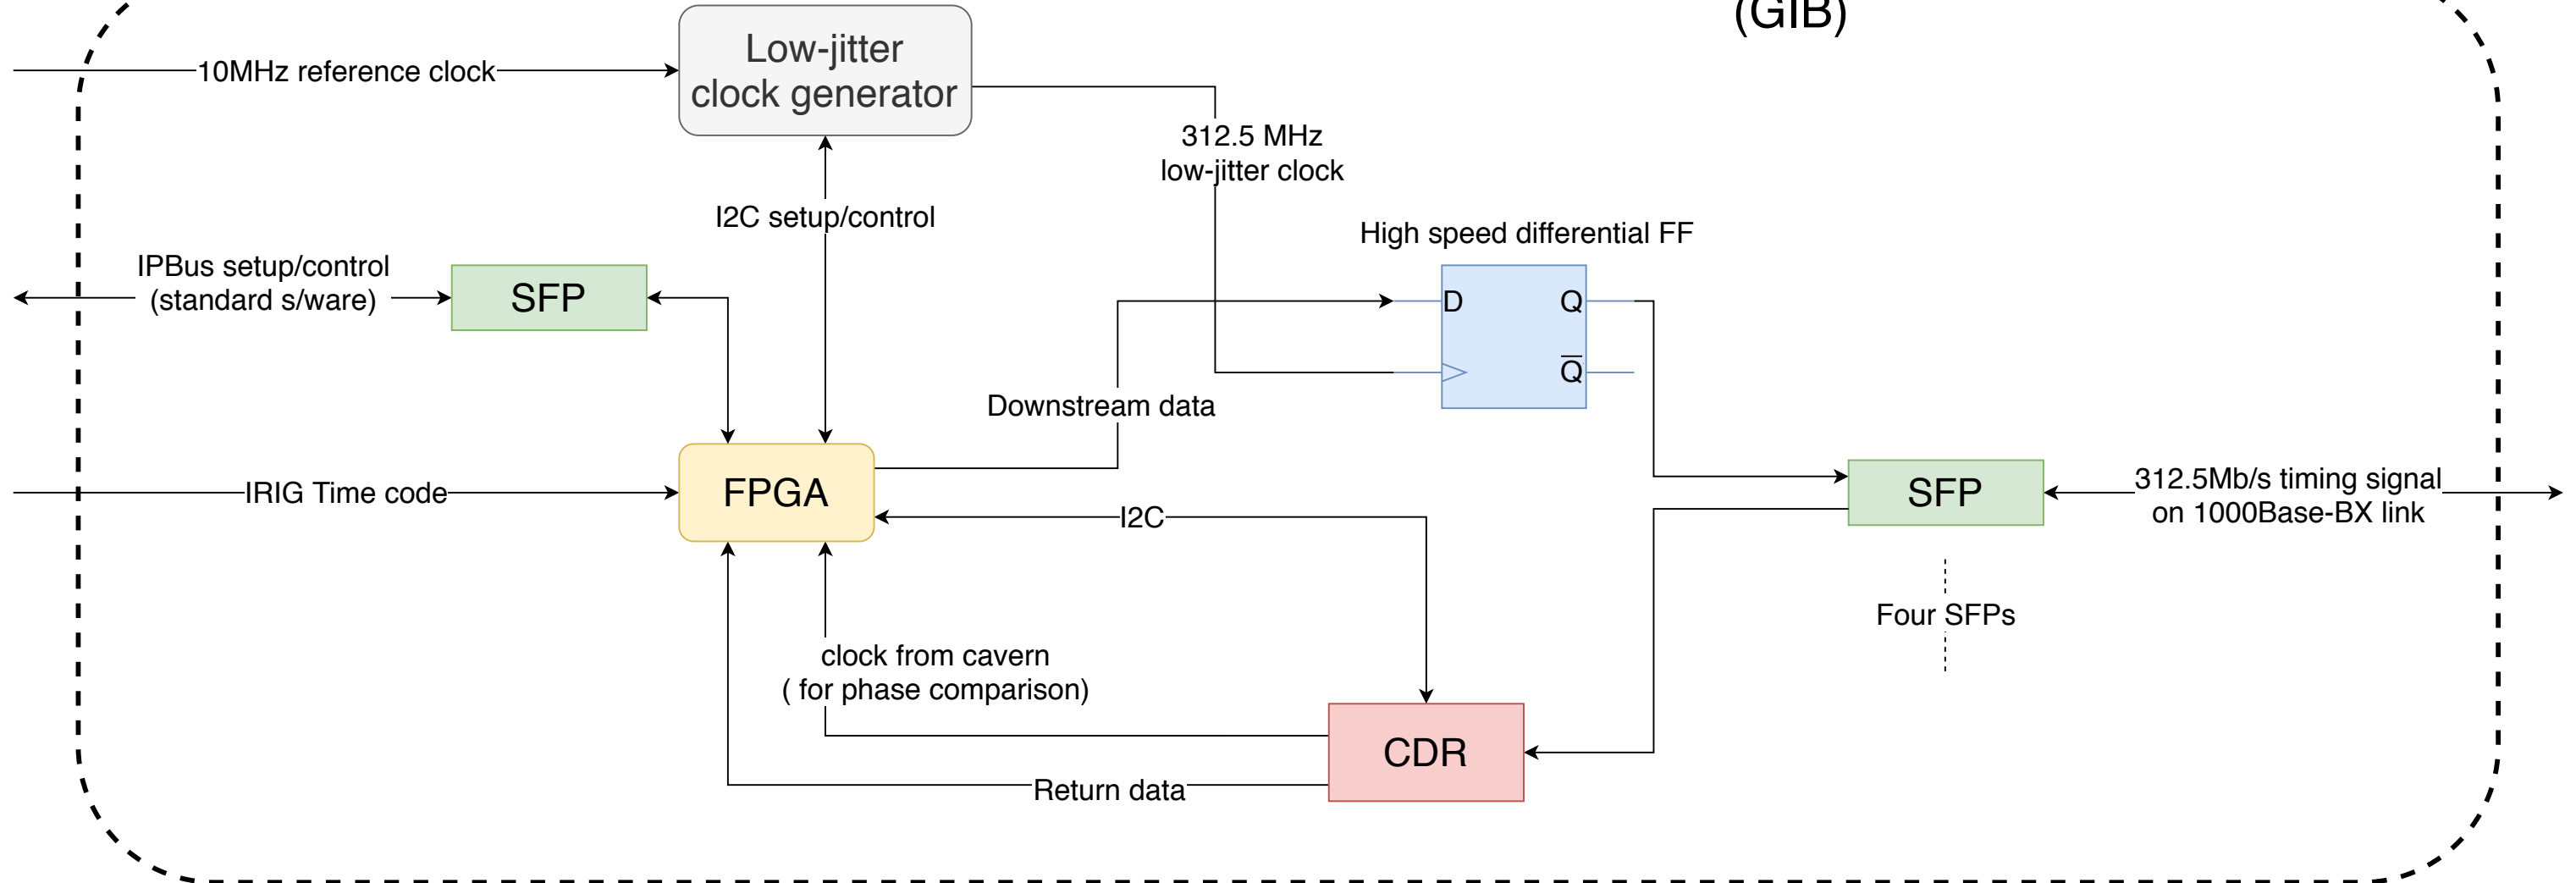 (GIB)
Low-jitter
clock generator
10MHz reference clock
312.5 MHz
low-jitter clock
I2C setup/control
High speed differential FF
IPBus setup/control
(standard s/ware)
SFP
D
Q
Q̅
Downstream data
IRIG Time code
FPGA
SFP
312.5Mb/s timing signal
on 1000Base-BX link
I2C
Four SFPs
clock from cavern
( for phase comparison)
CDR
Return data